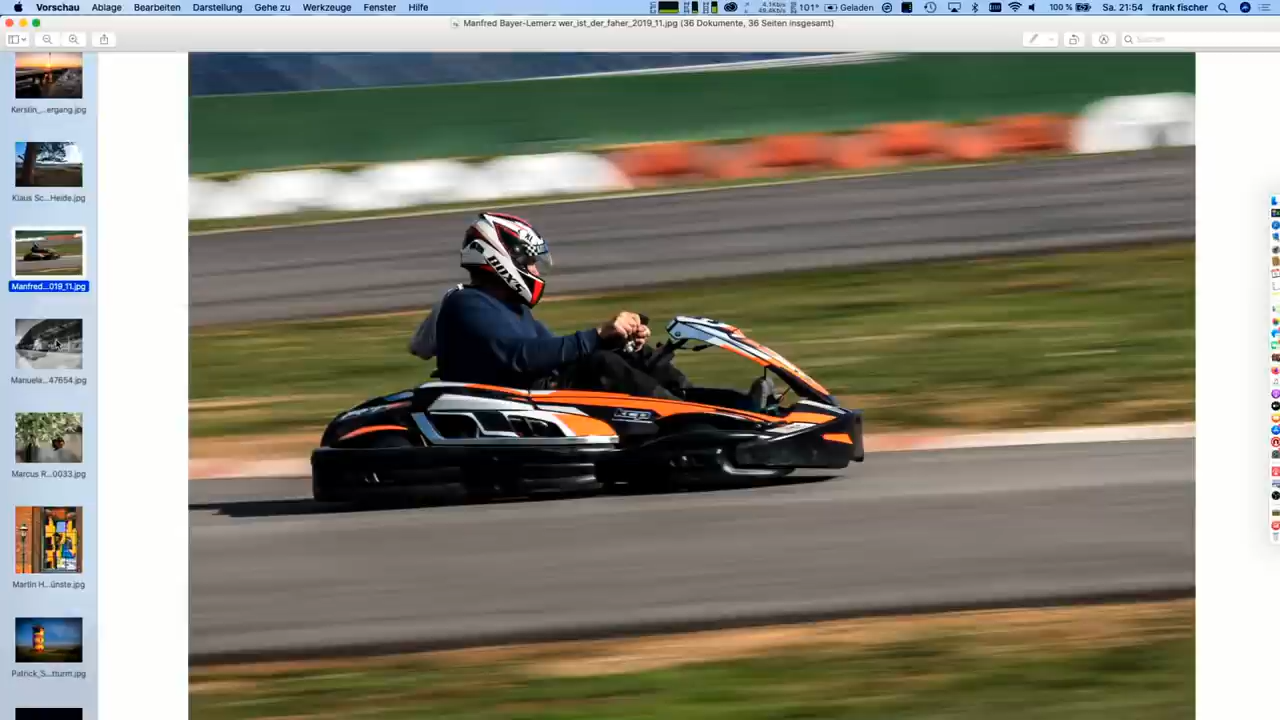 Vorschau Ablage Bearbeiten Darstellung Gehe zu Werkzeuge Fenster Hilfe 101° Geladen 100 % Sa. 21:54 frank fischer
Manfred Bayer-Lemerz wer_ist_der_faher_2019_11.jpg (36 Dokumente, 36 Seiten insgesamt)
Suchen
Kerstin_...ergang.jpg
Klaus Sc...Heide.jpg
Manfred...019_11.jpg
Manuela...47654.jpg
Marcus R...0033.jpg
Martin H...ünste.jpg
Patrick_S...tturm.jpg